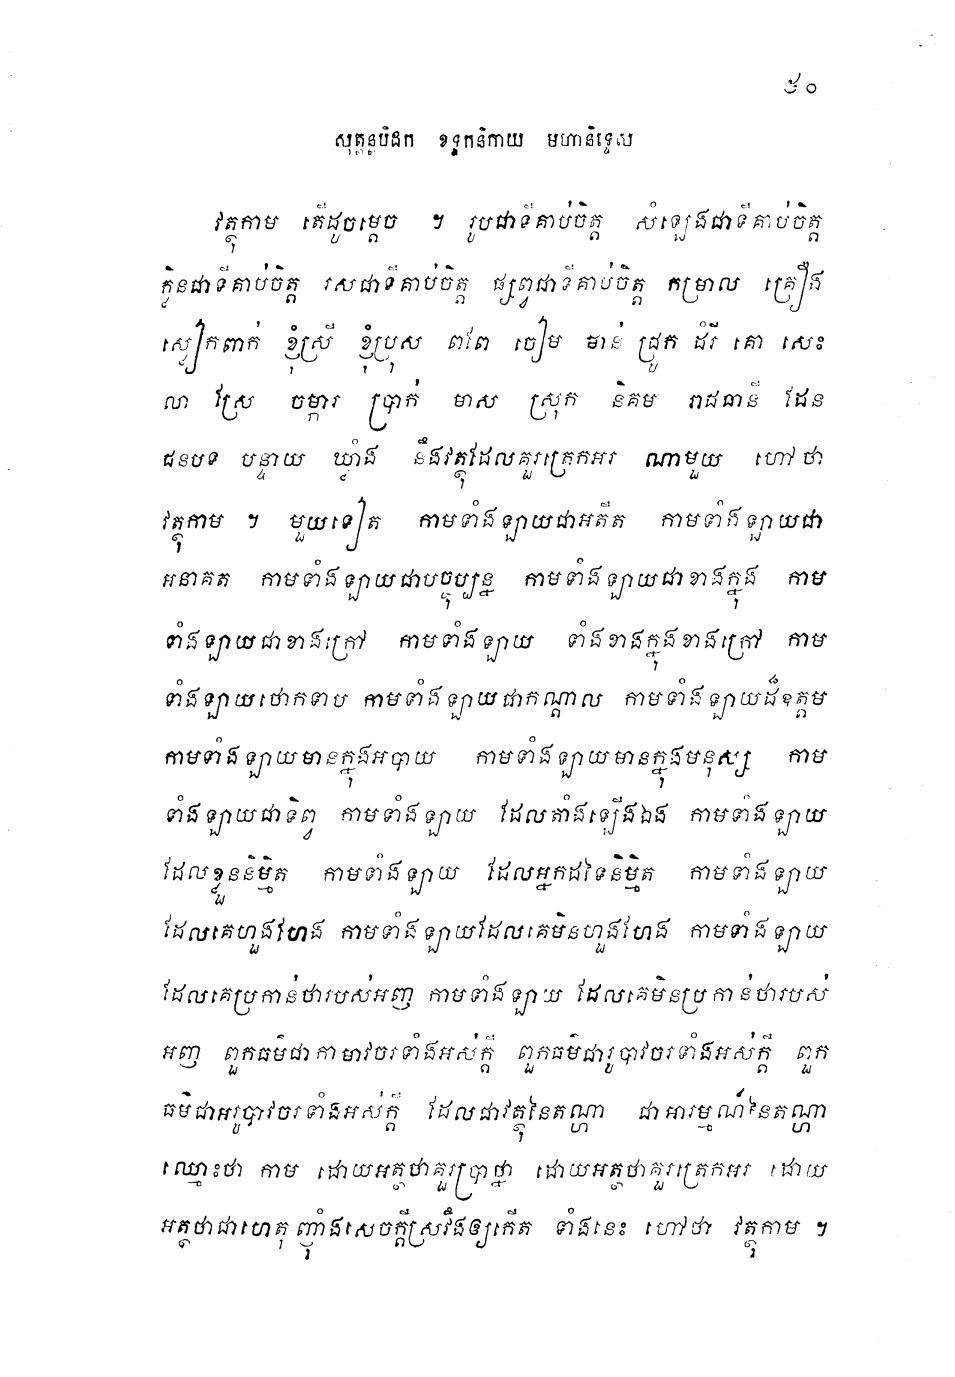 ៥០
សុត្តន្តបិដក ខុទ្ទកនិកាយ មហានិទ្ទេស
វត្ថុកាម តើដូចម្តេច ។ រូបជាទីគាប់ចិត្ត សំឡេងជាទីគាប់ចិត្ត
ក្លិនជាទីគាប់ចិត្ត រសជាទីគាប់ចិត្ត ផ្សព្វជាទីគាប់ចិត្ត កម្រាល គ្រឿង
ស្លៀកពាក់ ខ្ញុំស្រី ខ្ញុំប្រុស ពពែ ចៀម មាន់ ជ្រូក ដំរី គោ សេះ
លា ស្រែ ចម្ការ ប្រាក់ មាស ស្រុក និគម រាជធានី ដែន
ជនបទ បន្ទាយ ឃ្លាំង នឹងវត្ថុដែលគួរត្រេកអរ ណាមួយ ហៅថា
វត្ថុកាម ។ មួយទៀត កាមទាំងឡាយជាអតីត កាមទាំងឡាយជា
អនាគត កាមទាំងឡាយជាបច្ចុប្បន្ន កាមទាំងឡាយជាខាងក្នុង កាម
ទាំងឡាយជាខាងក្រៅ កាមទាំងឡាយ ទាំងខាងក្នុងខាងក្រៅ កាម
ទាំងឡាយថោកទាប កាមទាំងឡាយជាកណ្តាល កាមទាំងឡាយដ៏ឧត្តម
កាមទាំងឡាយមានក្នុងអបាយ កាមទាំងឡាយមានក្នុងមនុស្ស កាម
ទាំងឡាយជាទិព្វ កាមទាំងឡាយ ដែលតាំងឡើងឯង កាមទាំងឡាយ
ដែលខ្លួននិម្មិត កាមទាំងឡាយ ដែលអ្នកដទៃនិម្មិត កាមទាំងឡាយ
ដែលគេហួងហែង កាមទាំងឡាយដែលគេមិនហួងហែង កាមទាំងឡាយ
ដែលគេប្រកាន់ថារបស់អញ កាមទាំងឡាយ ដែលគេមិនប្រកាន់ថារបស់
អញ ពួកធម៌ជាកាមាវចរទាំងអស់ក្តី ពួកធម៌ជារូបាវចរទាំងអស់ក្តី ពួក
ធម៌ជាអរូបាវចរទាំងអស់ក្តី ដែលជាវត្ថុនៃតណ្ហា ជាអារម្មណ៍នៃតណ្ហា
ឈ្មោះថា កាម ដោយអត្ថថាគួរប្រាថ្នា ដោយអត្ថថាគួរត្រេកអរ ដោយ
អត្ថថាជាហេតុ ញ៉ាំងសេចក្តីស្រវឹងឲ្យកើត ទាំងនេះ ហៅថា វត្ថុកាម ។